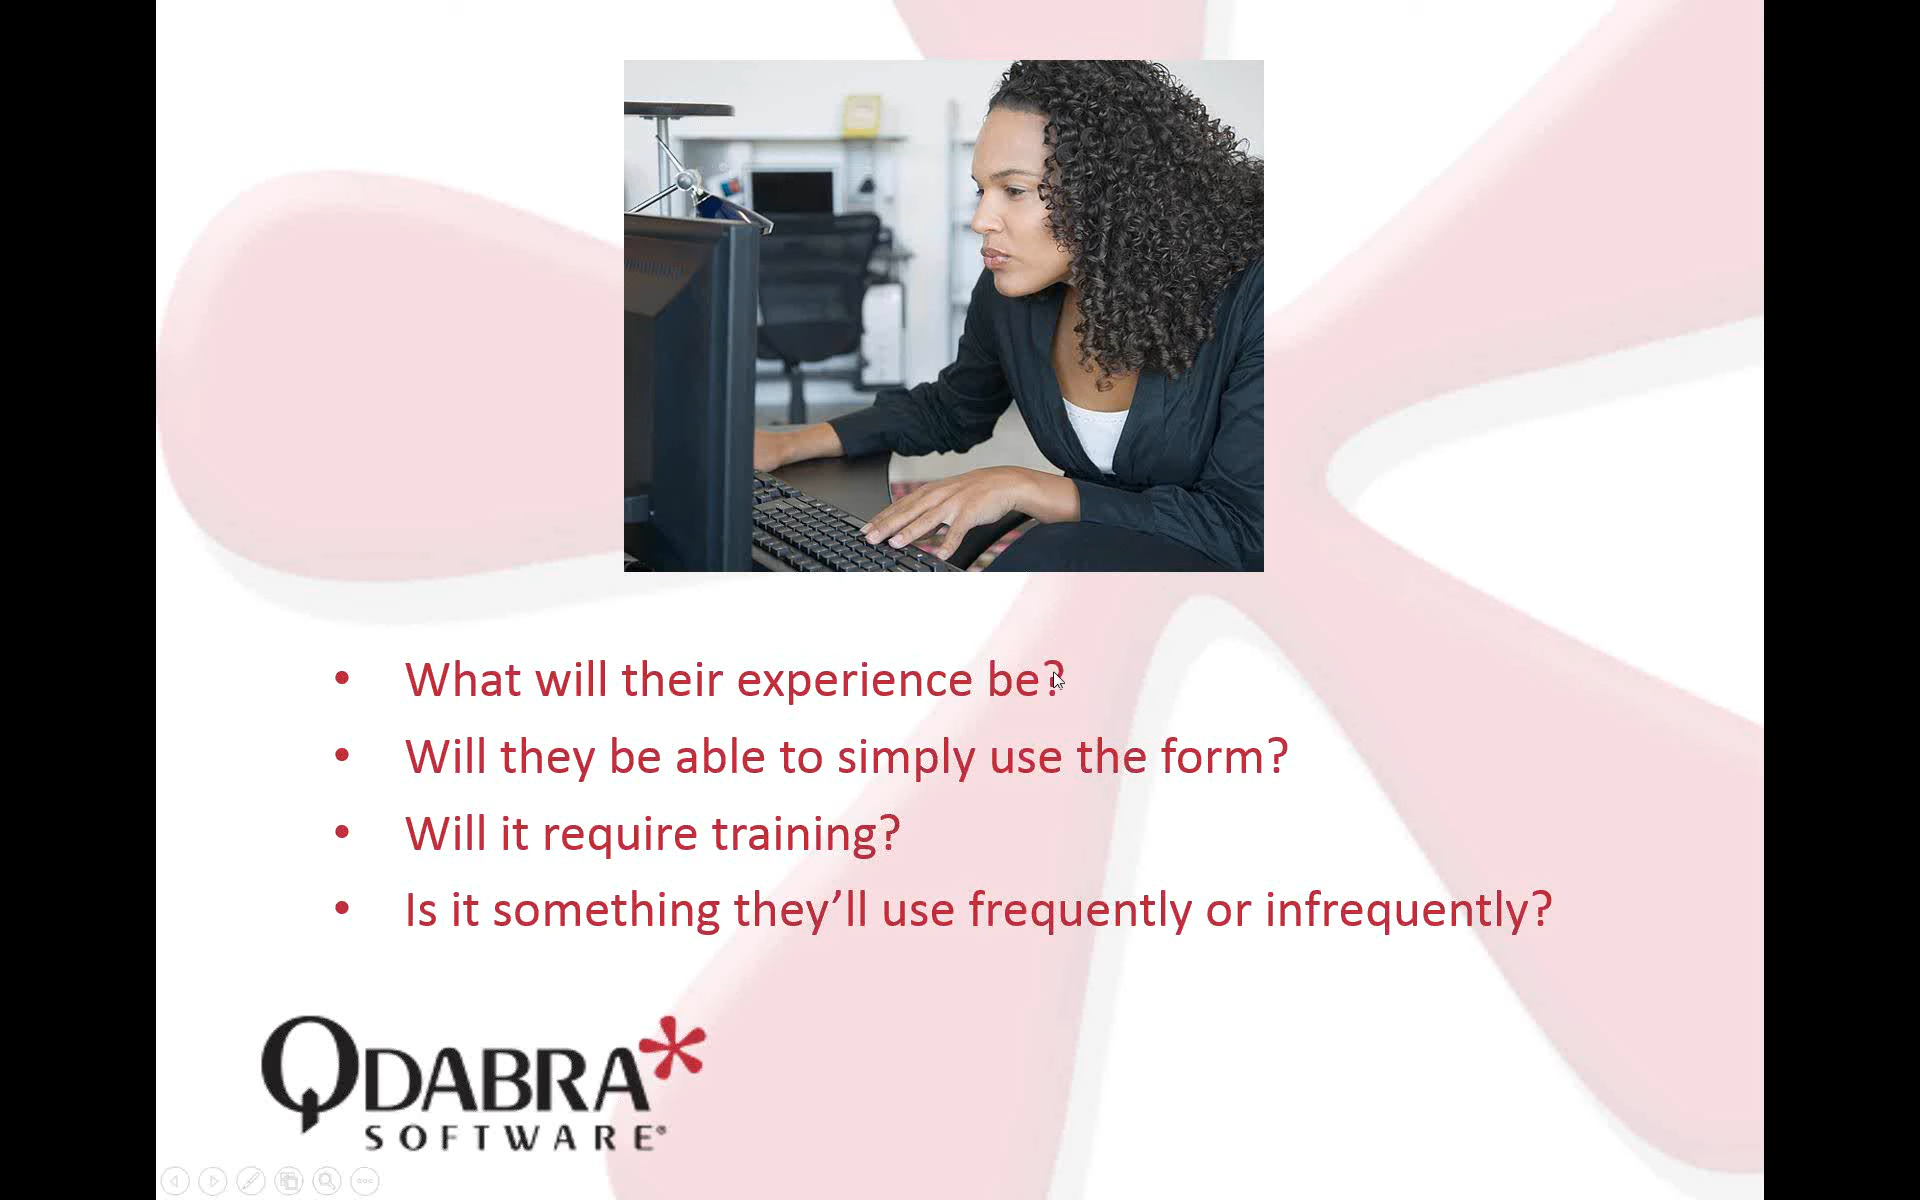 • What will their experience be?
• Will they be able to simply use the form?
• Will it require training?
• Is it something they’ll use frequently or infrequently?
QDABRA*
SOFTWARE®